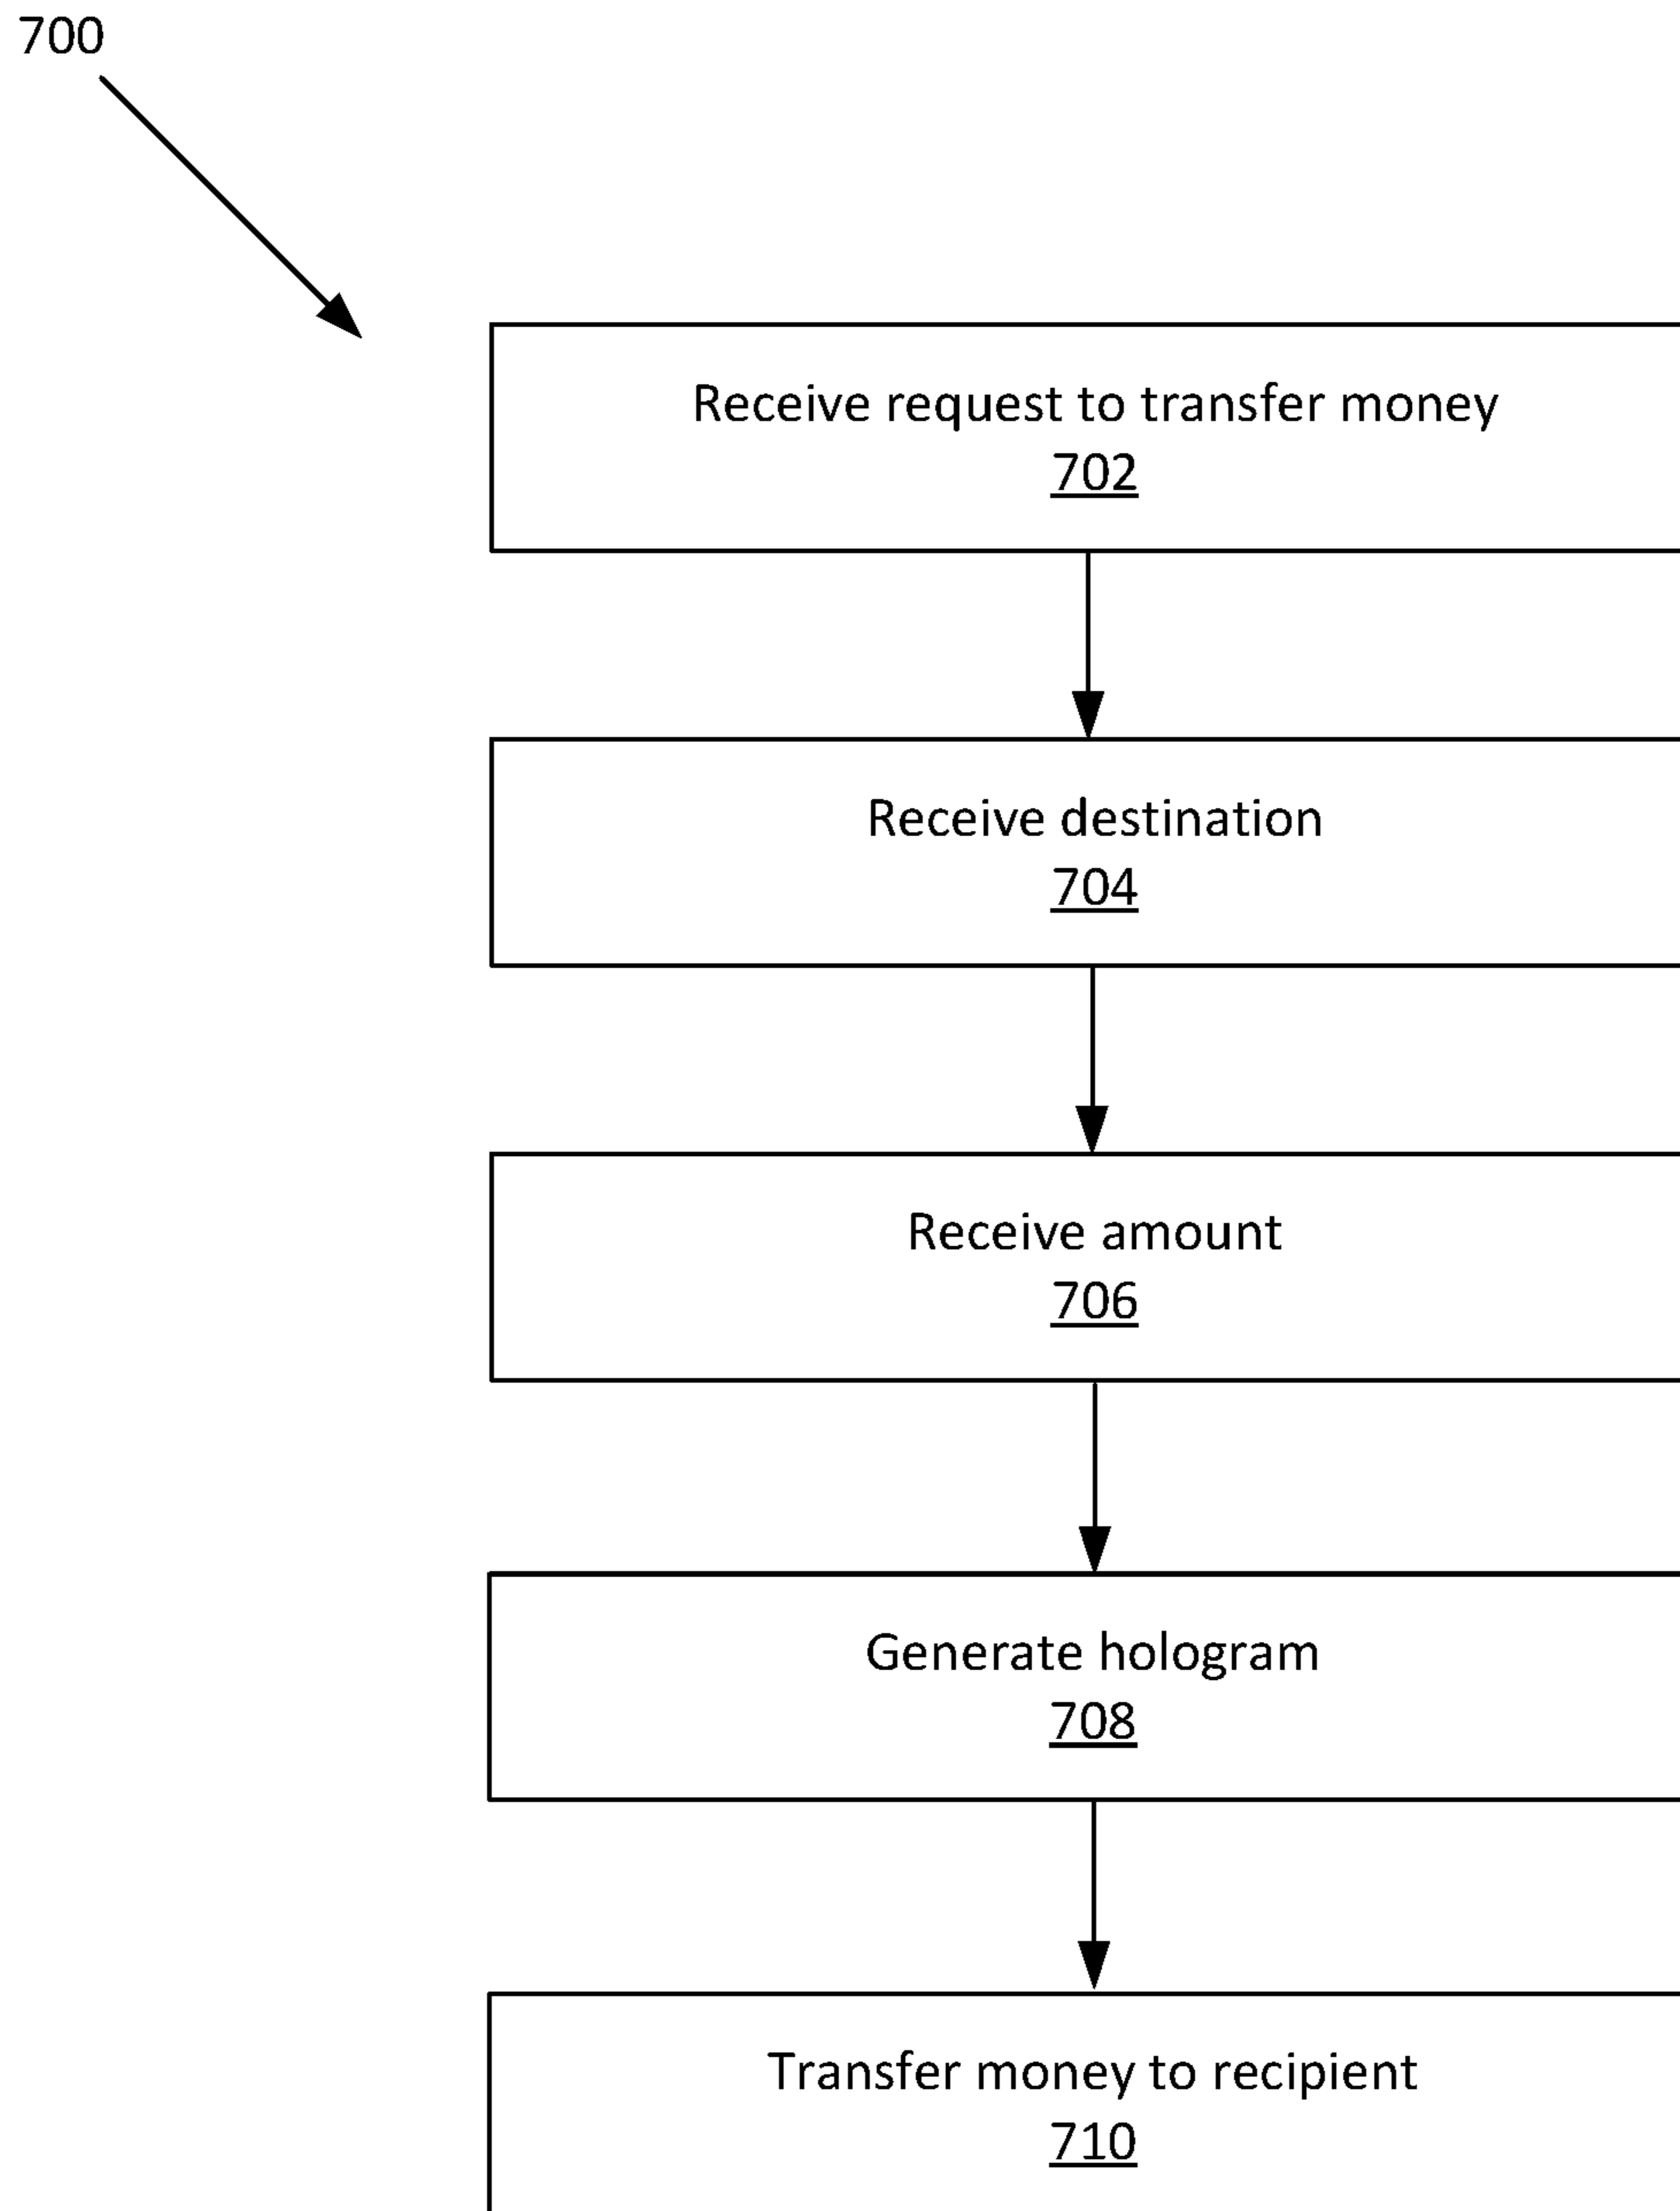 700
Receive request to transfer money
702
Receive destination
704
Receive amount
706
Generate hologram
708
Transfer money to recipient
710